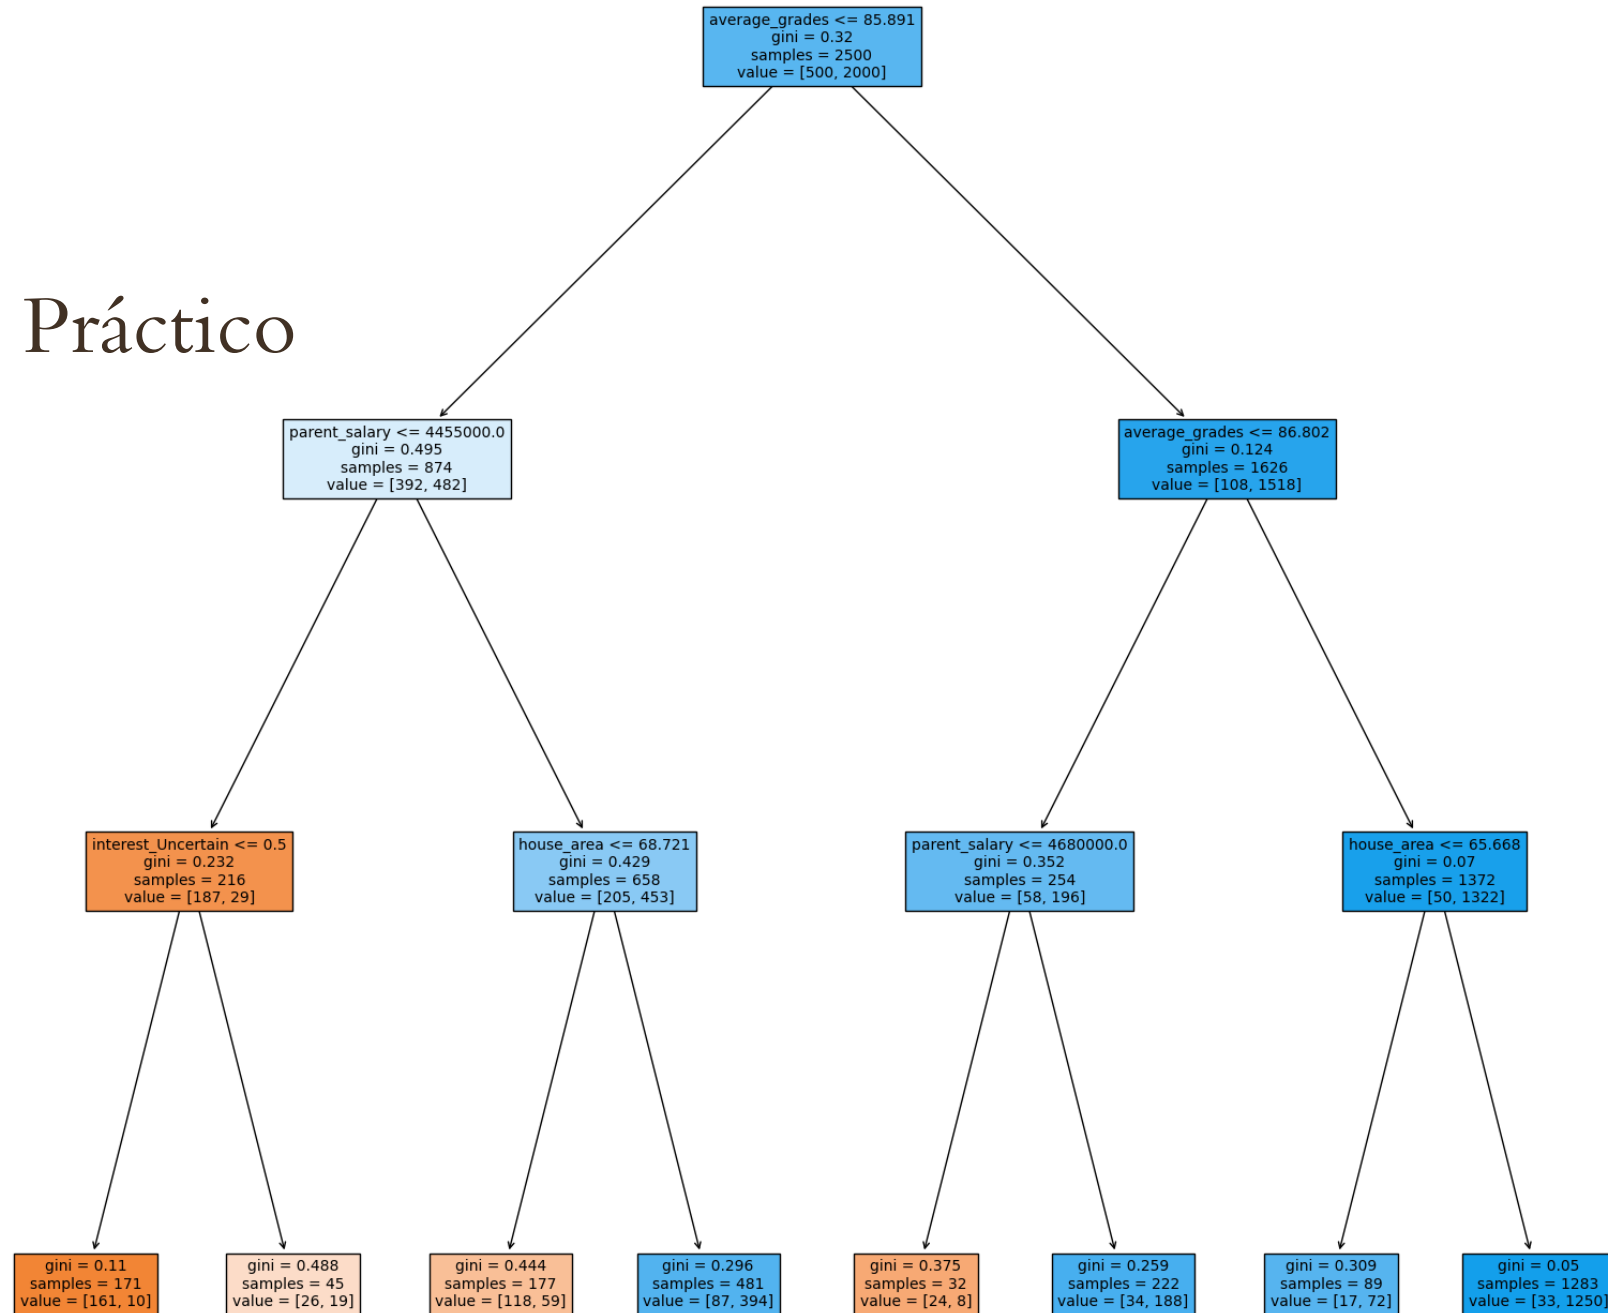 average_grades <= 85.891
gini = 0.32
samples = 2500
value = [500, 2000]
Práctico
parent_salary <= 4455000.0
gini = 0.495
samples = 874
value = [392, 482]
average_grades <= 86.802
gini = 0.124
samples = 1626
value = [108, 1518]
interest_Uncertain <= 0.5
gini = 0.232
samples = 216
value = [187, 29]
house_area <= 68.721
gini = 0.429
samples = 658
value = [205, 453]
parent_salary <= 4680000.0
gini = 0.352
samples = 254
value = [58, 196]
house_area <= 65.668
gini = 0.07
samples = 1372
value = [50, 1322]
gini = 0.11
samples = 171
value = [161, 10]
gini = 0.488
samples = 45
value = [26, 19]
gini = 0.444
samples = 177
value = [118, 59]
gini = 0.296
samples = 481
value = [87, 394]
gini = 0.375
samples = 32
value = [24, 8]
gini = 0.259
samples = 222
value = [34, 188]
gini = 0.309
samples = 89
value = [17, 72]
gini = 0.05
samples = 1283
value = [33, 1250]